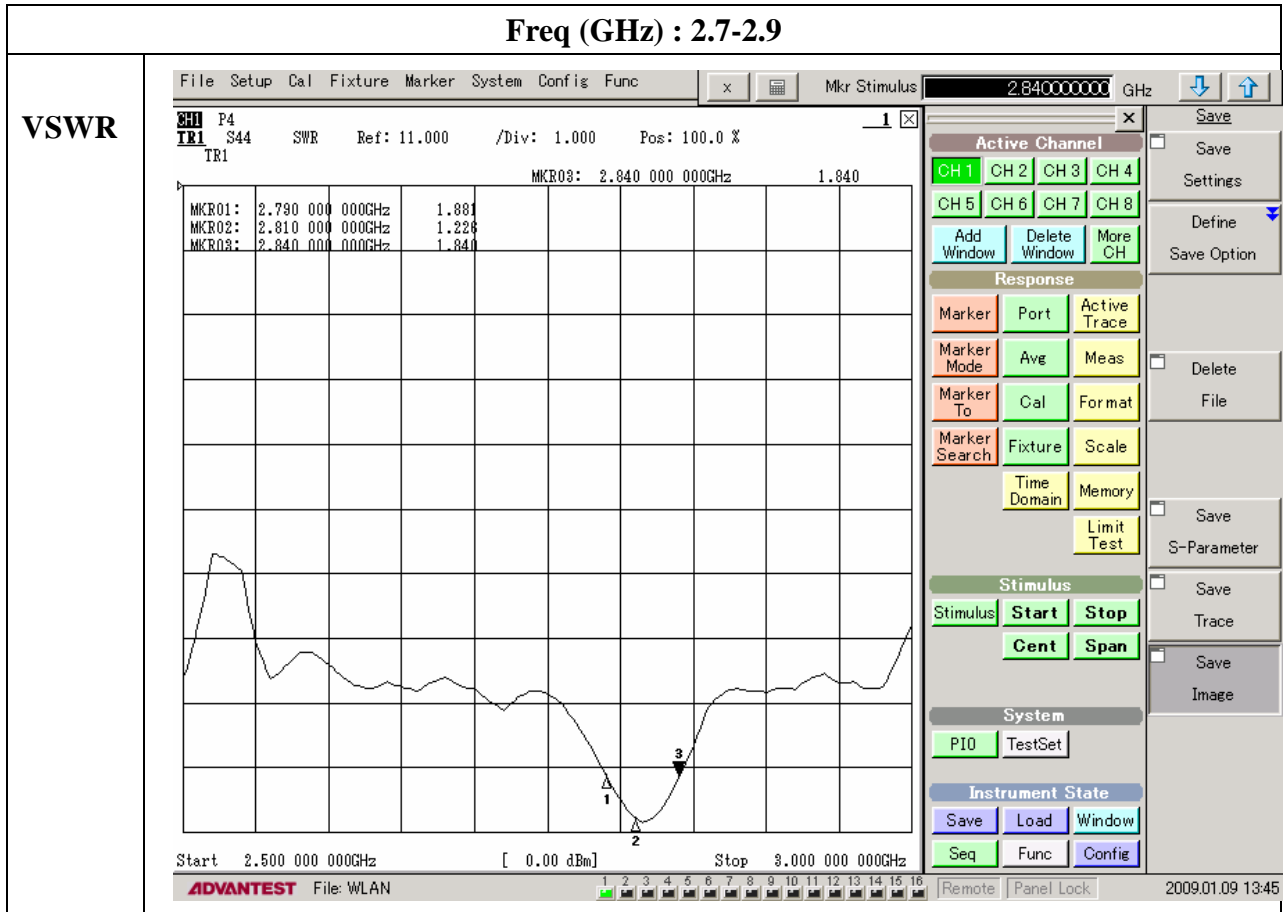 Freq (GHz) : 2.7-2.9
VSWR
File Setup Cal Fixture Marker System Config Func
x
Mkr Stimulus 2.840000000 GHz
CH1 P4
TR1 S44 SWR Ref: 11.000 /Div: 1.000 Pos: 100.0 %
TR1
1
MKR03: 2.840 000 000GHz 1.840
MKR01: 2.790 000 000GHz 1.881
MKR02: 2.810 000 000GHz 1.226
MKR03: 2.840 000 000GHz 1.840
3
1
2
Start 2.500 000 000GHz [ 0.00 dBm] Stop 3.000 000 000GHz
Active Channel
CH 1 CH 2 CH 3 CH 4
CH 5 CH 6 CH 7 CH 8
Add Window
Delete Window
More CH
Response
Marker Port Active Trace
Marker Mode Avg Meas
Marker To Cal Format
Marker Search Fixture Scale
Time Domain Memory
Limit Test
Stimulus
Stimulus Start Stop
Cent Span
System
PIO TestSet
Instrument State
Save Load Window
Seq Func Config
Save
Save Settings
Define Save Option
Delete File
Save S-Parameter
Save Trace
Save Image
ADVANTEST File: WLAN
1 2 3 4 5 6 7 8 9 10 11 12 13 14 15 16
Remote Panel Lock
2009.01.09 13:45